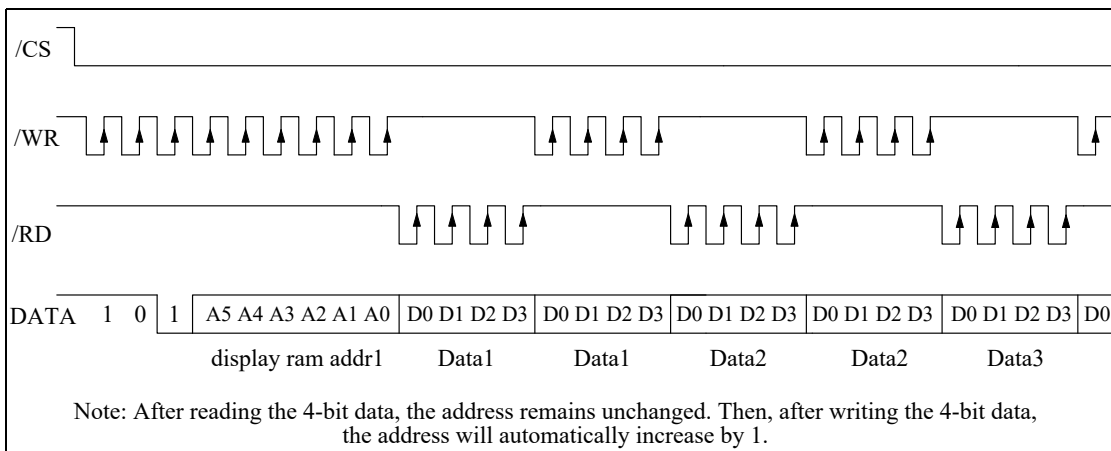 /CS
/WR
/RD
DATA 1 0 1 A5 A4 A3 A2 A1 A0 D0 D1 D2 D3 D0 D1 D2 D3 D0 D1 D2 D3 D0 D1 D2 D3 D0 D1 D2 D3 D0
display ram addr1 Data1 Data1 Data2 Data2 Data3
Note: After reading the 4-bit data, the address remains unchanged. Then, after writing the 4-bit data,
the address will automatically increase by 1.